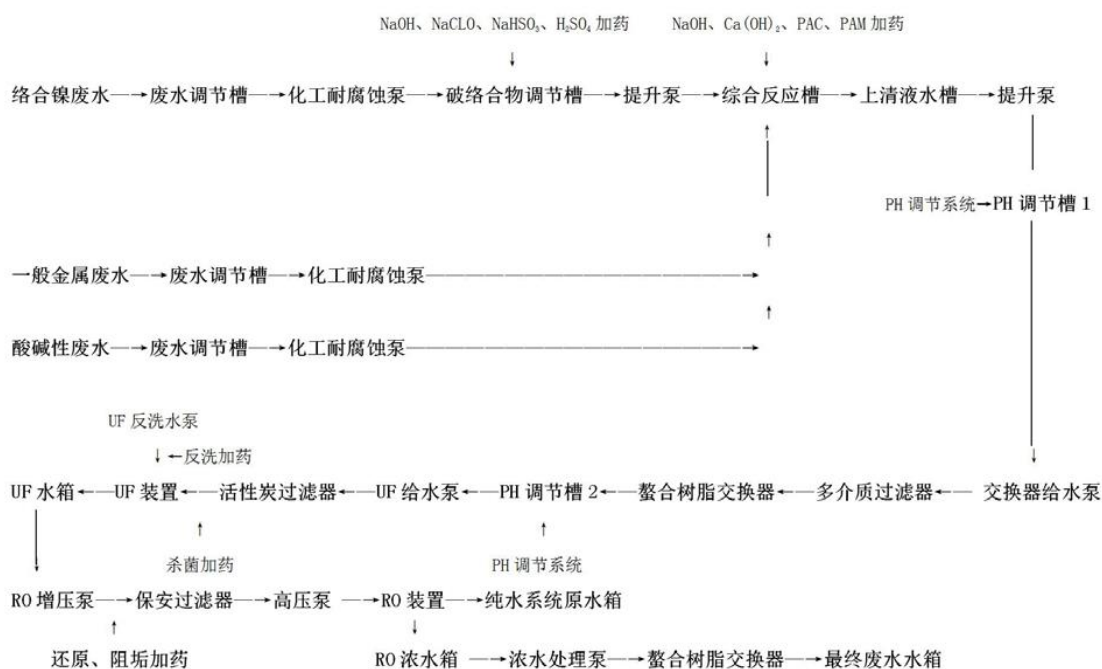 NaOH、NaCLO、NaHSO₃、H₂SO₄ 加药 NaOH、Ca(OH)₂、PAC、PAM 加药
↓ ↓
络合镍废水—→废水调节槽—→化工耐腐蚀泵—→破络合物调节槽—→提升泵—→综合反应槽—→上清液水槽—→提升泵
PH 调节系统→PH 调节槽 1
一般金属废水—→废水调节槽—→化工耐腐蚀泵————————————————→
酸碱性废水—→废水调节槽—→化工耐腐蚀泵————————————————→
UF 反洗水泵
↓ ←反洗加药
UF 水箱←—UF 装置←—活性炭过滤器←—UF 给水泵←—PH 调节槽 2←—螯合树脂交换器←—多介质过滤器←— 交换器给水泵
↑ ↑
杀菌加药 PH 调节系统
RO 增压泵—→保安过滤器—→高压泵 —→RO 装置—→纯水系统原水箱
↑ ↓
还原、阻垢加药 RO 浓水箱 —→浓水处理泵—→螯合树脂交换器—→最终废水水箱